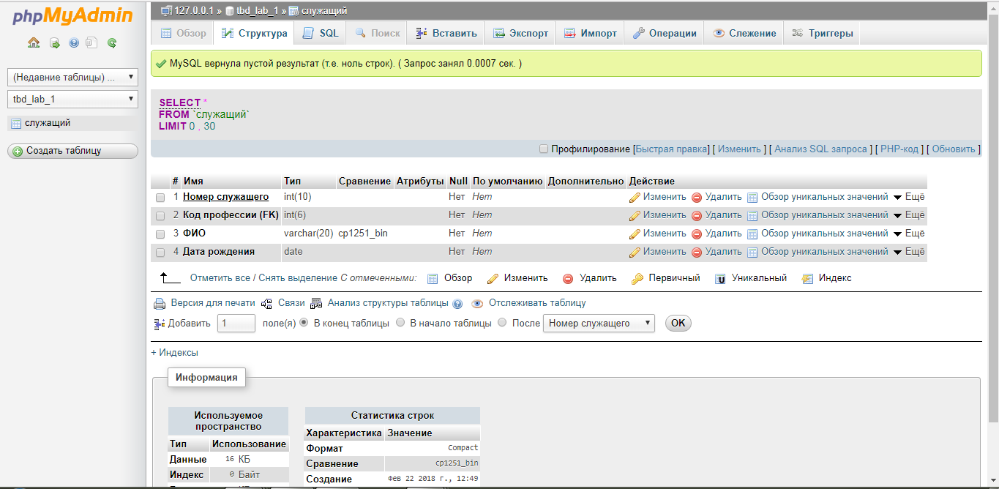 phpMyAdmin
(Недавние таблицы) ...
tbd_lab_1
служащий
Создать таблицу
127.0.0.1 » tbd_lab_1 » служащий
Обзор Структура SQL Поиск Вставить Экспорт Импорт Операции Слежение Триггеры
MySQL вернула пустой результат (т.е. ноль строк). ( Запрос занял 0.0007 сек. )
SELECT *
FROM `служащий`
LIMIT 0 , 30
Профилирование [Быстрая правка] [ Изменить ] [ Анализ SQL запроса ] [ PHP-код ] [ Обновить ]
# Имя Тип Сравнение Атрибуты Null По умолчанию Дополнительно Действие
1 Номер служащего int(10) Нет Нет Изменить Удалить Обзор уникальных значений Ещё
2 Код профессии (FK) int(6) Нет Нет Изменить Удалить Обзор уникальных значений Ещё
3 ФИО varchar(20) cp1251_bin Нет Нет Изменить Удалить Обзор уникальных значений Ещё
4 Дата рождения date Нет Нет Изменить Удалить Обзор уникальных значений Ещё
Отметить все / Снять выделение С отмеченными: Обзор Изменить Удалить Первичный Уникальный Индекс
Версия для печати Связи Анализ структуры таблицы Отслеживать таблицу
Добавить 1 поле(я) В конец таблицы В начало таблицы После Номер служащего OK
+ Индексы
Информация
Используемое
пространство
Тип Использование
Данные 16 КБ
Индекс 0 Байт
Статистика строк
Характеристика Значение
Формат Compact
Сравнение cp1251_bin
Создание Фев 22 2018 г., 12:49